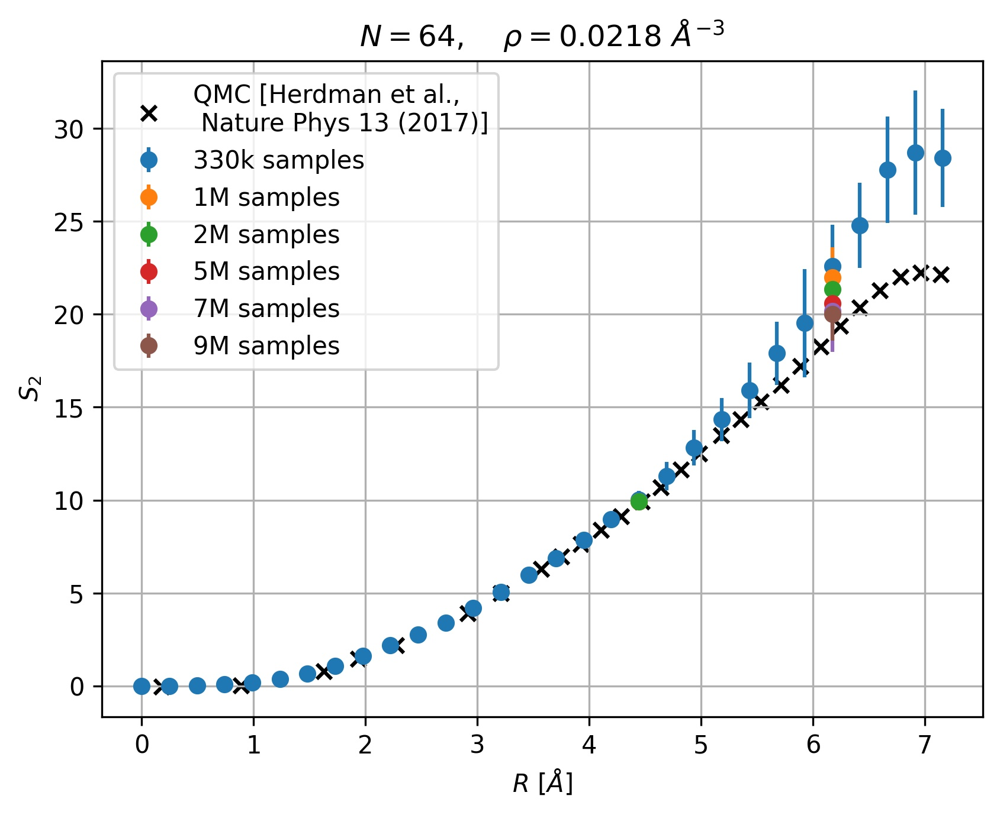 N = 64, ρ = 0.0218 Å⁻³
QMC [Herdman et al.,
Nature Phys 13 (2017)]
330k samples
1M samples
2M samples
5M samples
7M samples
9M samples
S₂
30
25
20
15
10
5
0
0 1 2 3 4 5 6 7
R [Å]